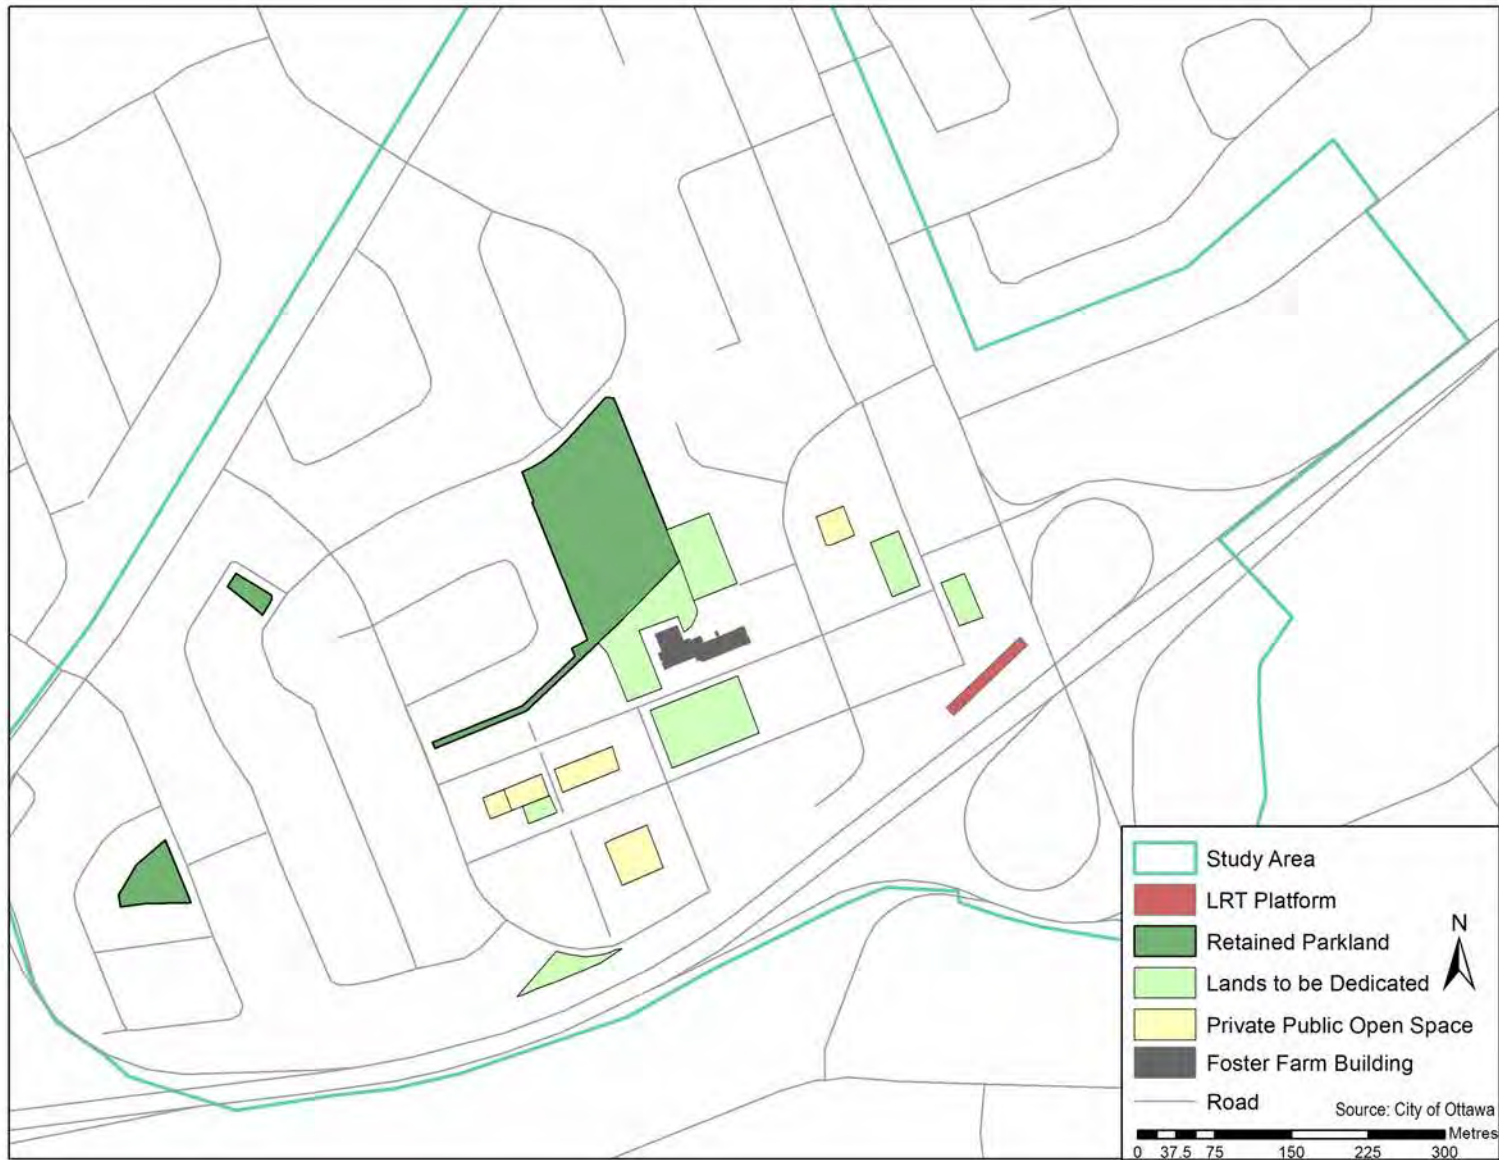 Study Area
LRT Platform
Retained Parkland
N
Lands to be Dedicated
Private Public Open Space
Foster Farm Building
Road
Source: City of Ottawa
Metres
0 37.5 75 150 225 300